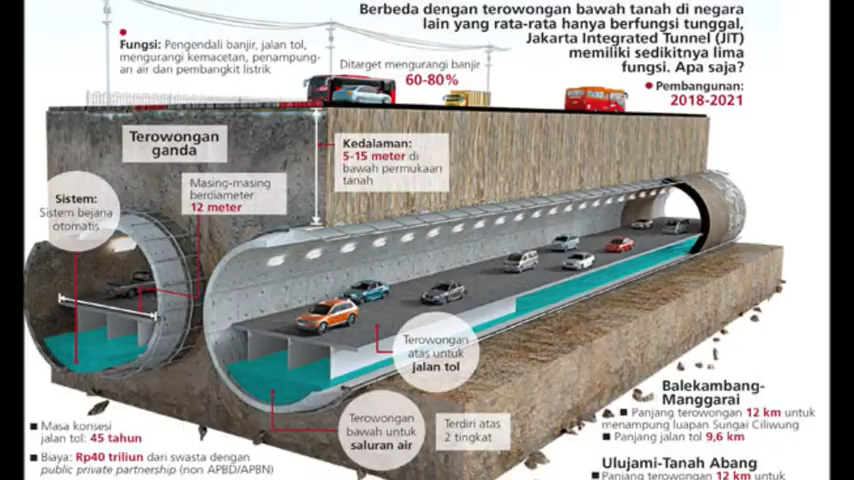 Berbeda dengan terowongan bawah tanah di negara
lain yang rata-rata hanya berfungsi tunggal,
Jakarta Integrated Tunnel (JIT)
memiliki sedikitnya lima
fungsi. Apa saja?
Pembangunan:
2018-2021
Fungsi: Pengendali banjir, jalan tol,
mengurangi kemacetan, penampung-
an air dan pembangkit listrik
Ditarget mengurangi banjir
60-80%
Terowongan
ganda
Kedalaman:
5-15 meter di
bawah permukaan
tanah
Masing-masing
berdiameter
12 meter
Sistem:
Sistem bejana
otomatis
Terowongan
atas untuk
jalan tol
Terowongan
bawah untuk
saluran air
Terdiri atas
2 tingkat
Masa konsesi
jalan tol: 45 tahun
Biaya: Rp40 triliun dari swasta dengan
public private partnership (non APBD/APBN)
Balekambang-
Manggarai
Panjang terowongan 12 km untuk
menampung luapan Sungai Ciliwung
Panjang jalan tol 9,6 km
Ulujami-Tanah Abang
Panjang terowongan 12 km untuk